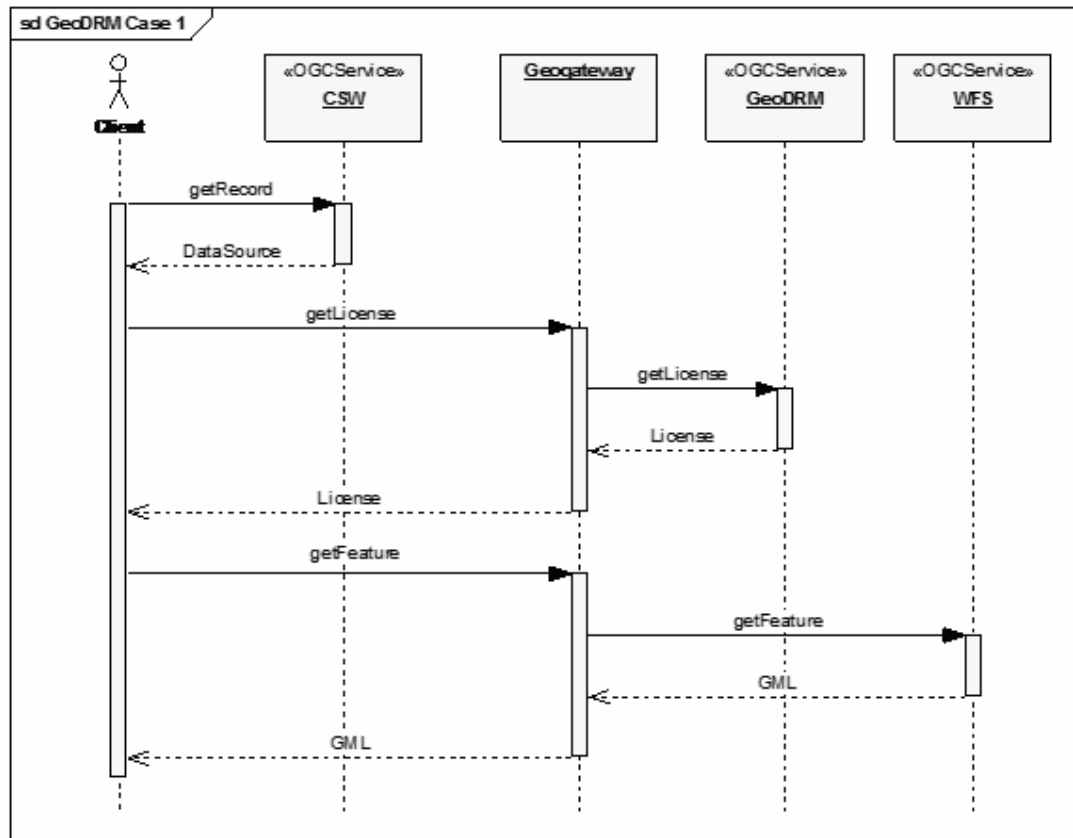 sd GeoDRM Case 1
Client
«OGCService»
CSW
Geogateway
«OGCService»
GeoDRM
«OGCService»
WFS
getRecord
DataSource
getLicense
getLicense
License
License
getFeature
getFeature
GML
GML